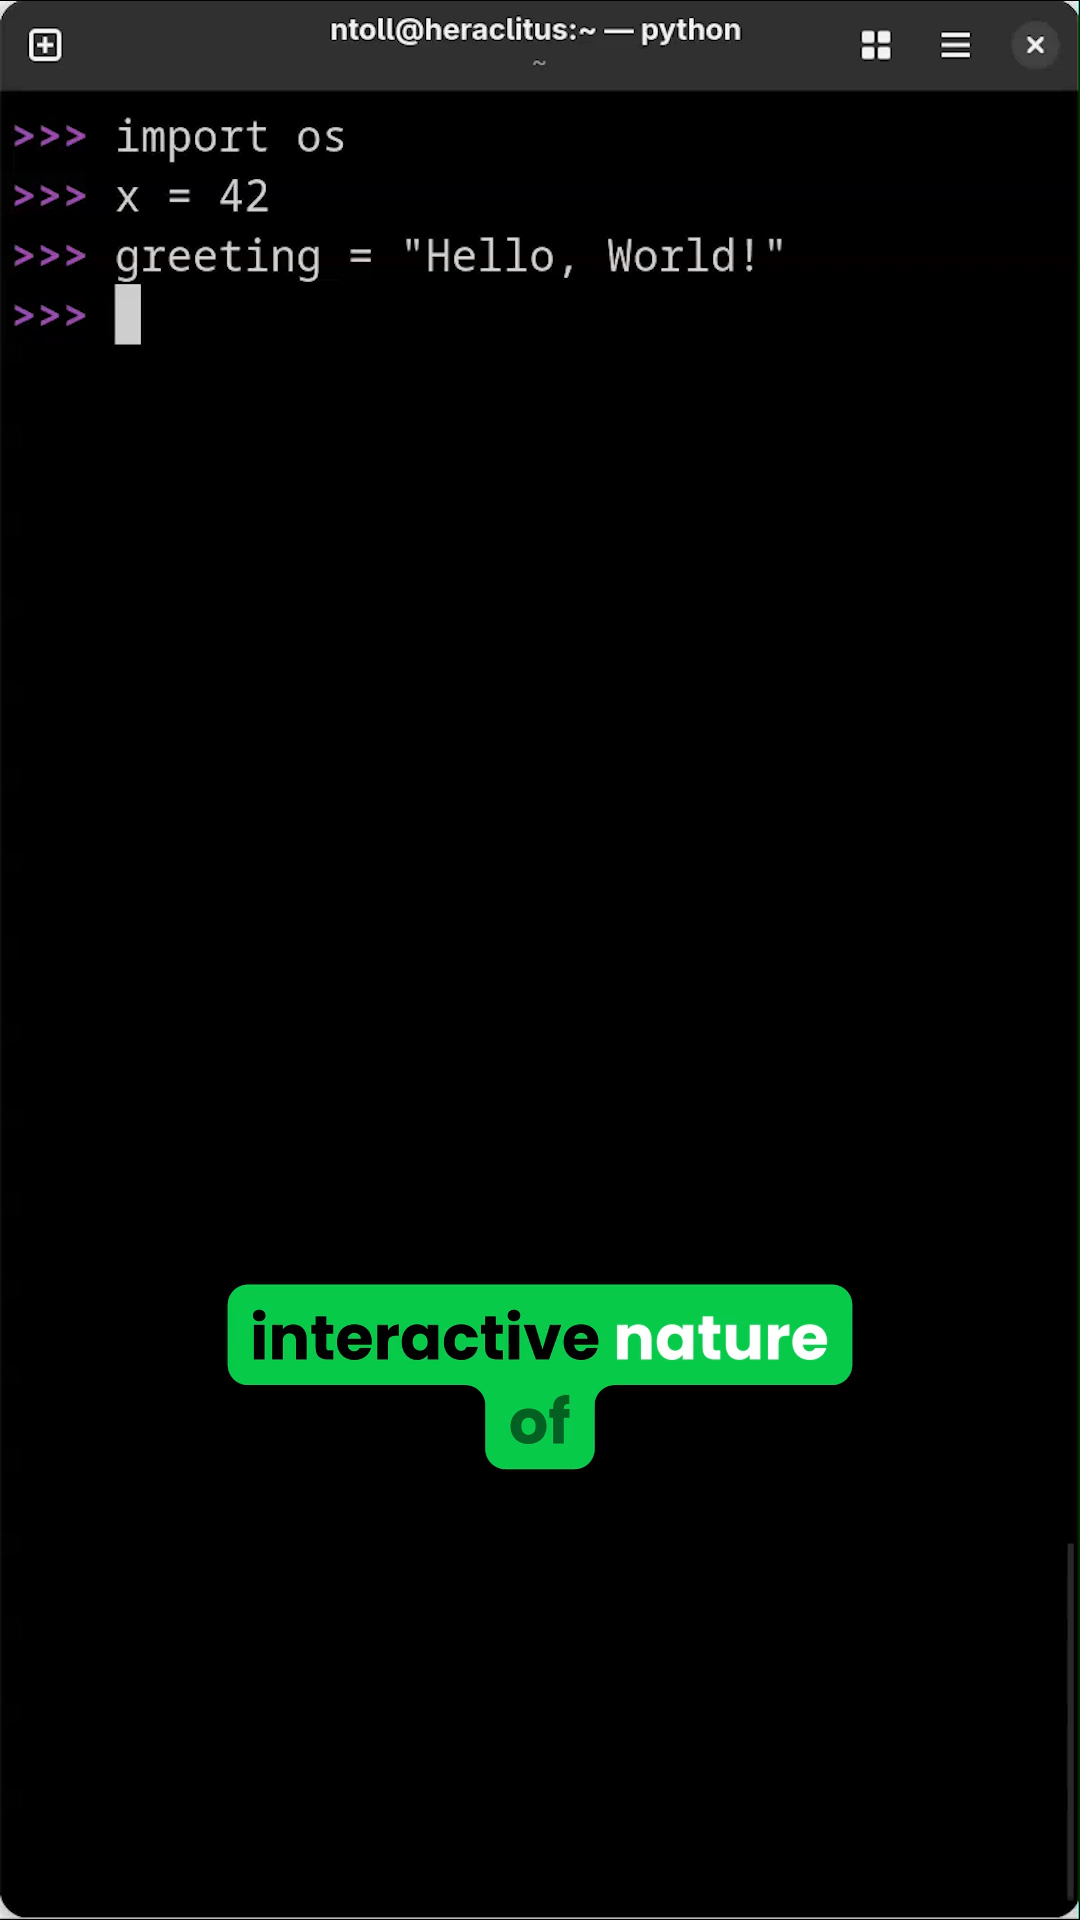 ntoll@heraclitus:~ — python
~
>>> import os
>>> x = 42
>>> greeting = "Hello, World!"
>>>
interactive nature
of